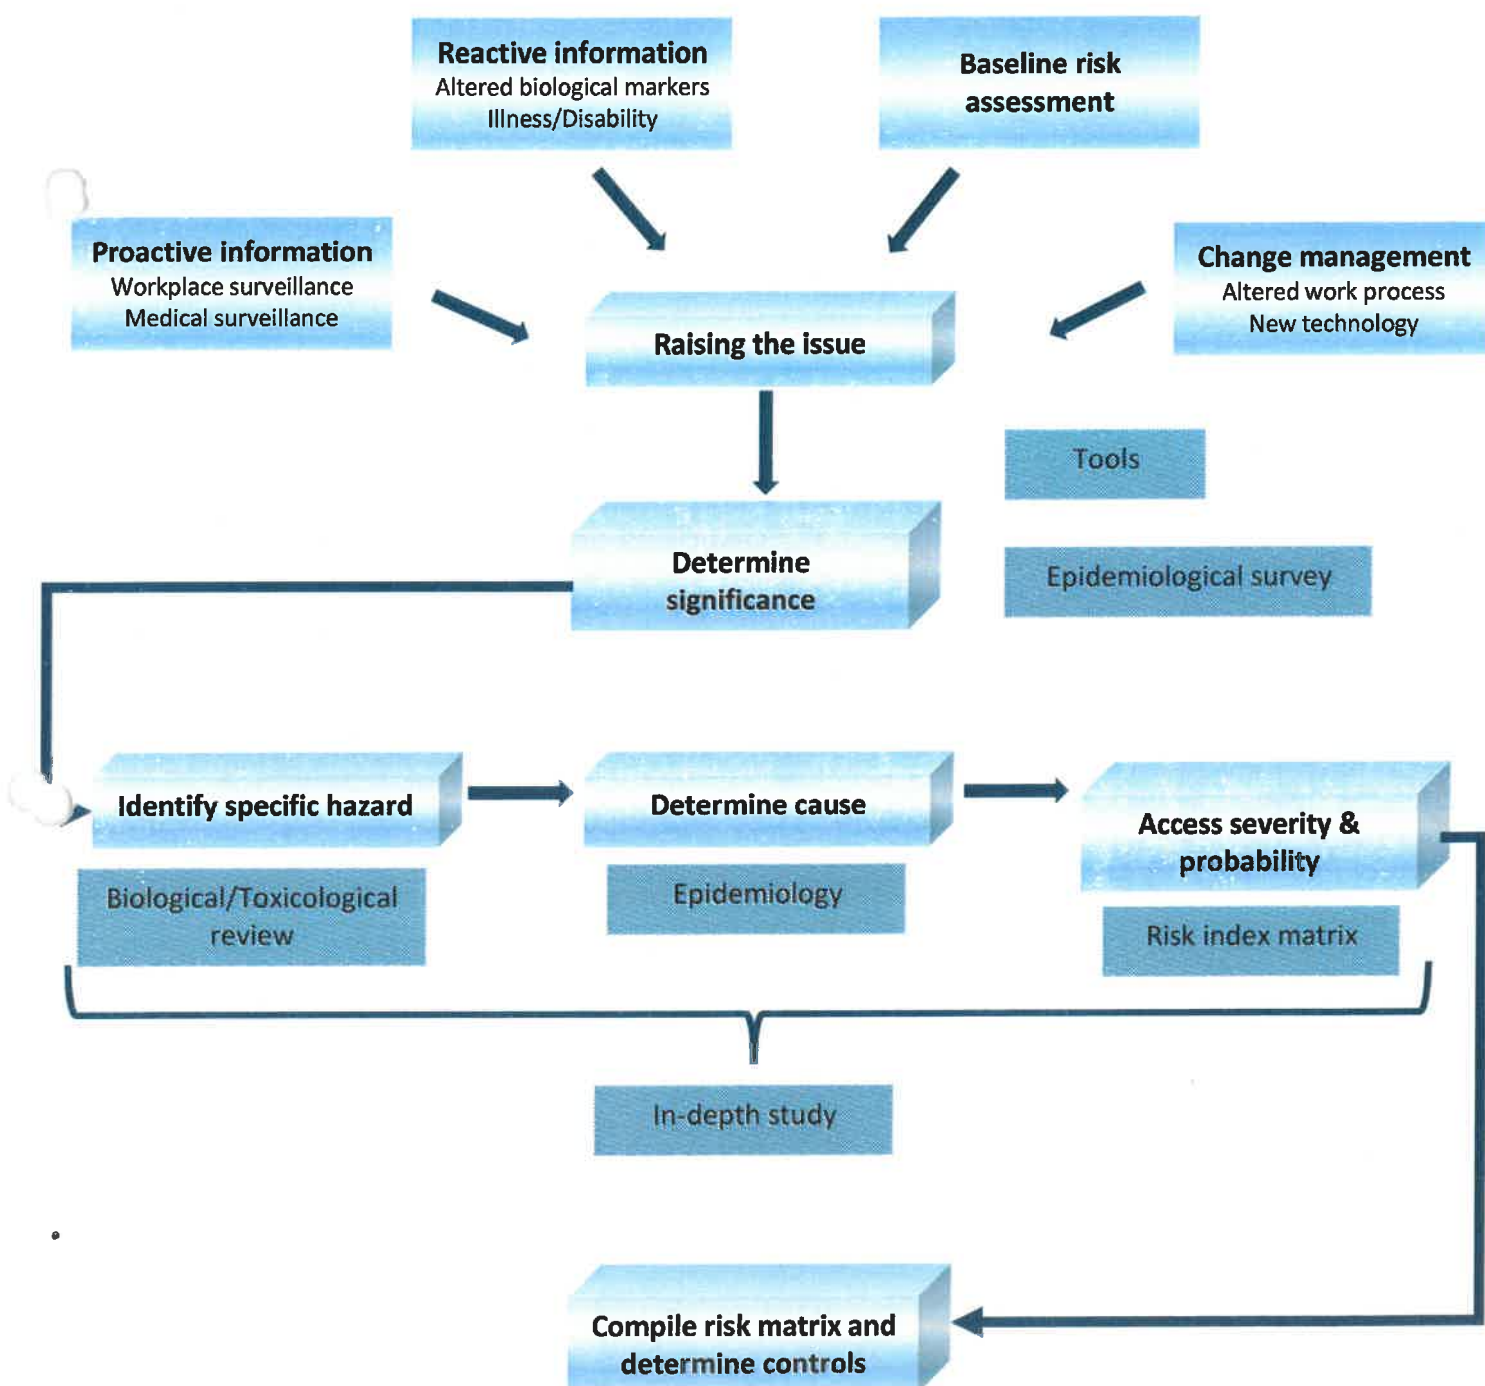 Reactive information
Altered biological markers
Illness/Disability
Baseline risk
assessment
Proactive information
Workplace surveillance
Medical surveillance
Change management
Altered work process
New technology
Raising the issue
Tools
Determine
significance
Epidemiological survey
Identify specific hazard
Determine cause
Access severity &
probability
Biological/Toxicological
review
Epidemiology
Risk index matrix
In-depth study
Compile risk matrix and
determine controls